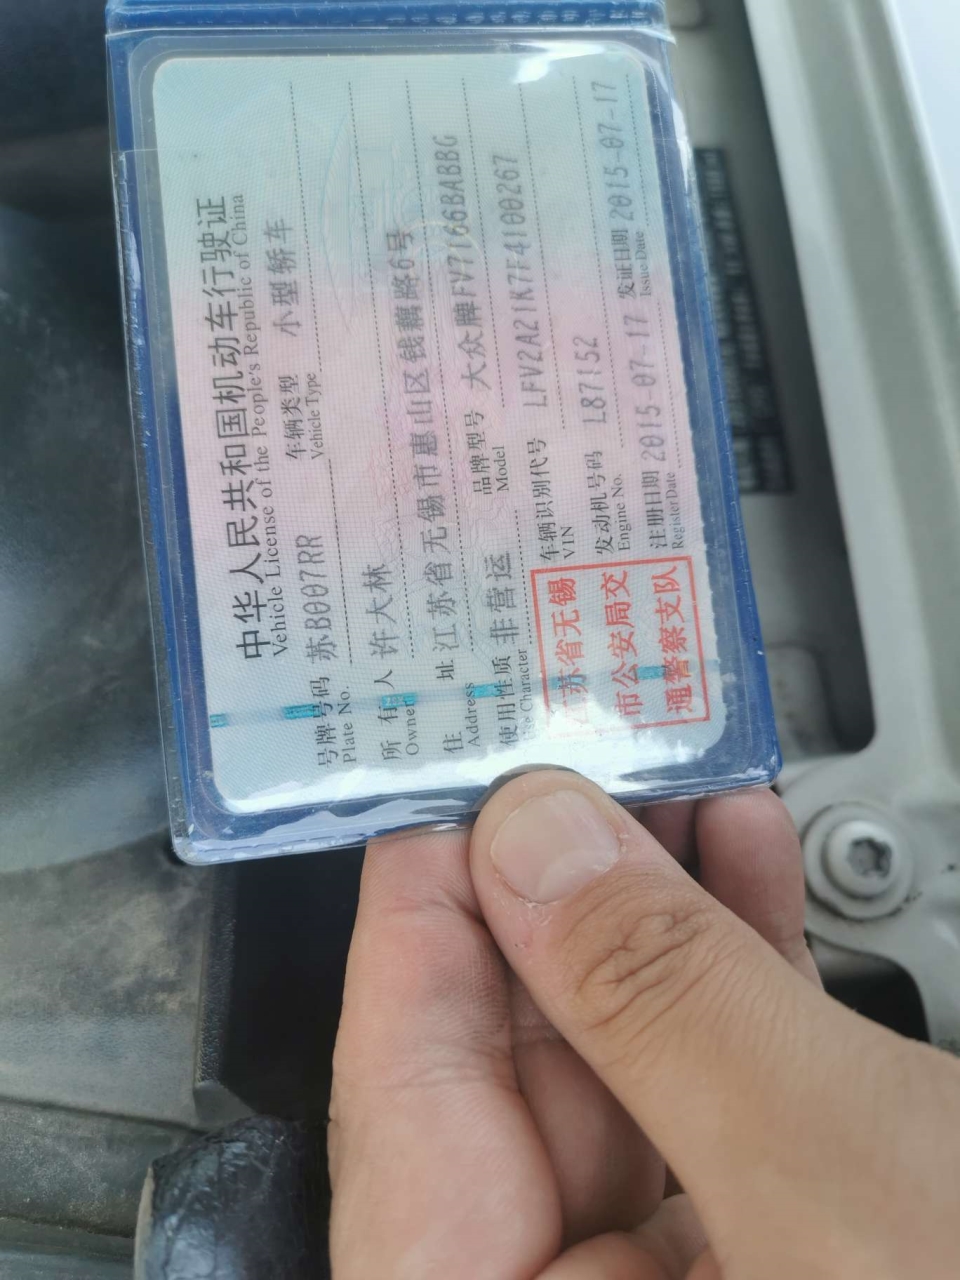 中华人民共和国机动车行驶证
Vehicle License of the People's Republic of China
号牌号码 苏B007RR 车辆类型 小型轿车
Plate No. Vehicle Type
所有人 许大林
Owner
住址 江苏省无锡市惠山区钱藕路6号
Address
使用性质 非营运 品牌型号 大众牌FV7166BABBG
Use Character Model
江苏省无锡
市公安局交
通警察支队
车辆识别代号 LFV2A21K7F4100267
VIN
发动机号码 L87152
Engine No.
注册日期 2015-07-17 发证日期 2015-07-17
Register Date Issue Date